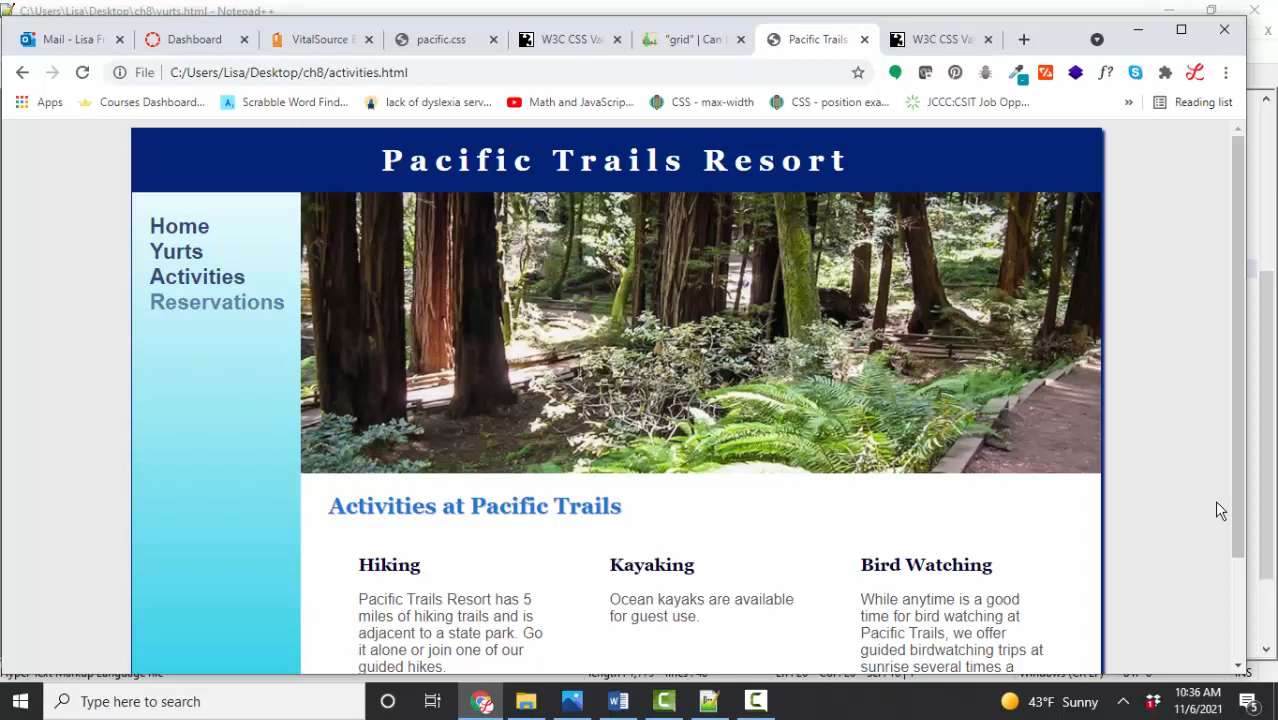 C:\Users\Lisa\Desktop\ch8\yurts.html - Notepad++
Mail - Lisa F
Dashboard
VitalSource B
pacific.css
W3C CSS Val
"grid" | Can I
Pacific Trails
W3C CSS Val
File C:/Users/Lisa/Desktop/ch8/activities.html
f?
Apps
Courses Dashboard...
Scrabble Word Find...
lack of dyslexia serv...
Math and JavaScrip...
CSS - max-width
CSS - position exa...
JCCC:CSIT Job Opp...
»
Reading list
Pacific Trails Resort
Home
Yurts
Activities
Reservations
Activities at Pacific Trails
Hiking
Pacific Trails Resort has 5
miles of hiking trails and is
adjacent to a state park. Go
it alone or join one of our
guided hikes.
Kayaking
Ocean kayaks are available
for guest use.
Bird Watching
While anytime is a good
time for bird watching at
Pacific Trails, we offer
guided birdwatching trips at
sunrise several times a
INS
Type here to search
43°F Sunny
10:36 AM
11/6/2021
5